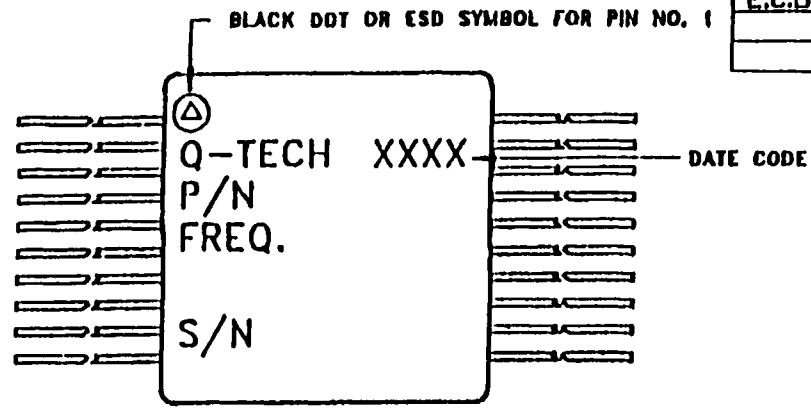 BLACK DOT OR ESD SYMBOL FOR PIN NO. 1
Q-TECH XXXX
DATE CODE
P/N
FREQ.
S/N